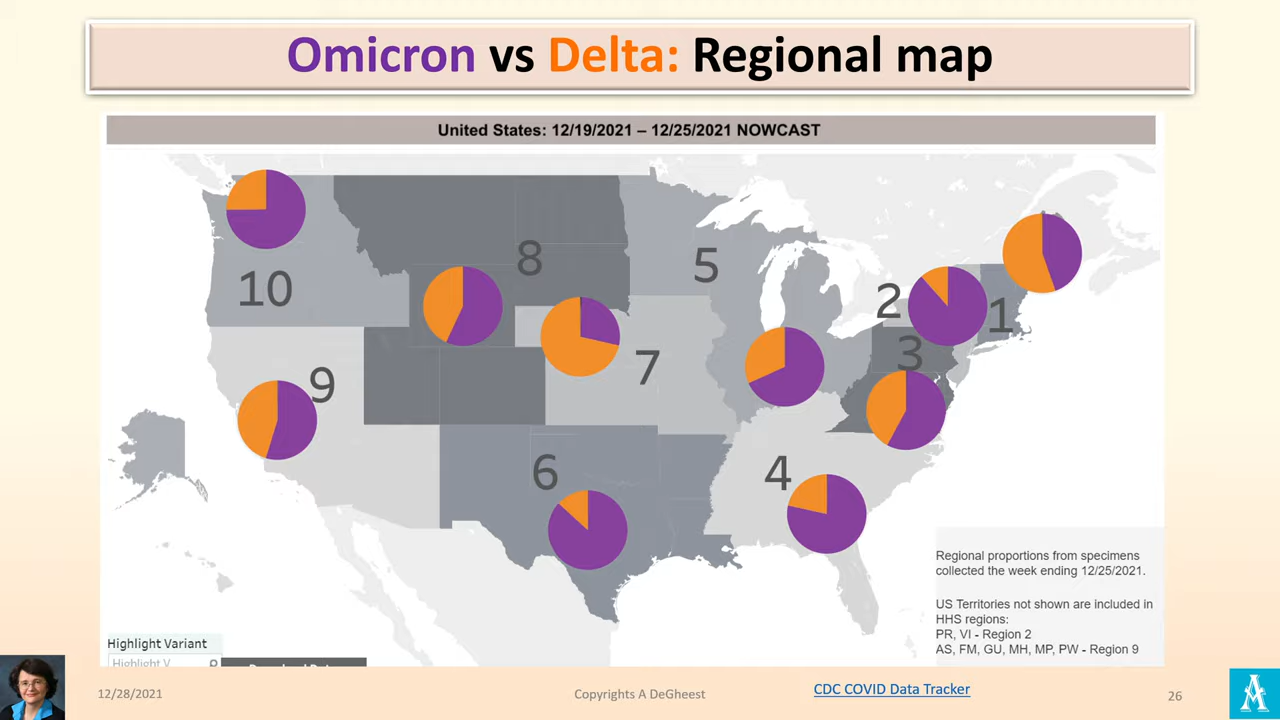 Omicron vs Delta: Regional map
United States: 12/19/2021 – 12/25/2021 NOWCAST
10
8
5
2
1
3
7
9
6
4
Regional proportions from specimens
collected the week ending 12/25/2021.
US Territories not shown are included in
HHS regions:
PR, VI - Region 2
AS, FM, GU, MH, MP, PW - Region 9
Highlight Variant
Highlight V
12/28/2021
Copyrights A DeGheest
CDC COVID Data Tracker
26